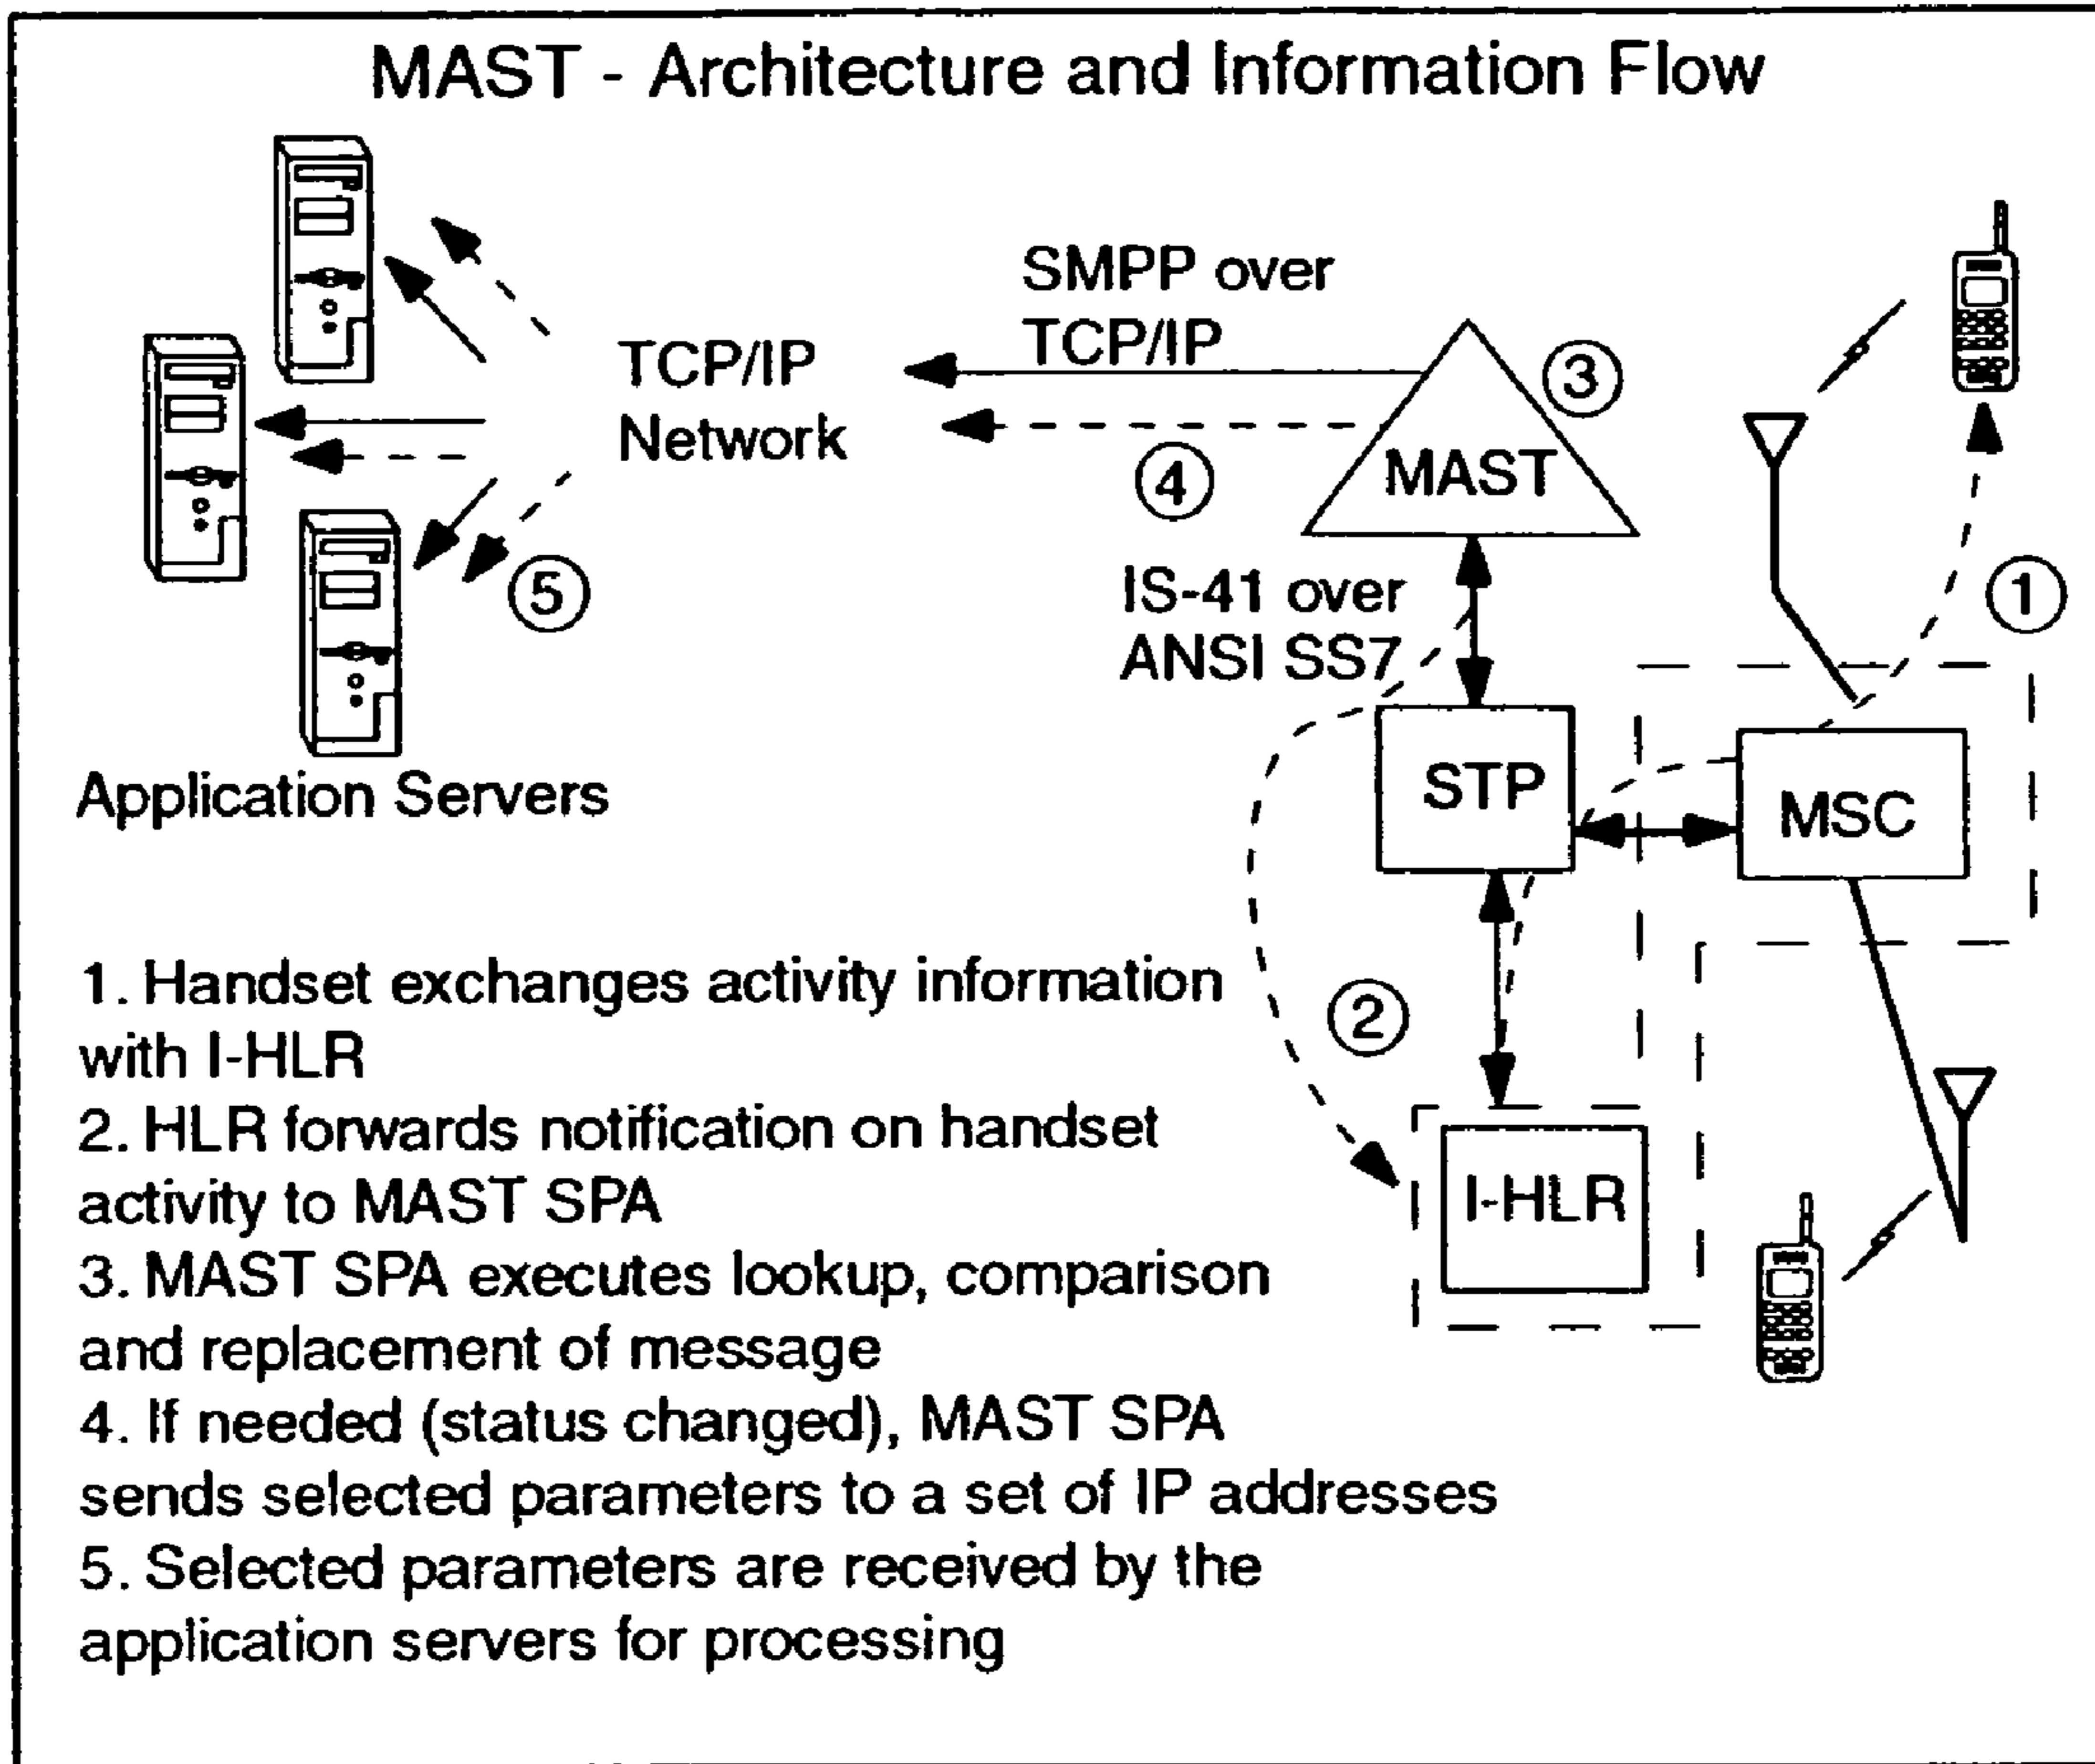 MAST - Architecture and Information Flow
SMPP over
TCP/IP
TCP/IP
Network
3
4
MAST
5
1
IS-41 over
ANSI SS7
STP
MSC
Application Servers
2
I-HLR
1. Handset exchanges activity information
with I-HLR
2. HLR forwards notification on handset
activity to MAST SPA
3. MAST SPA executes lookup, comparison
and replacement of message
4. If needed (status changed), MAST SPA
sends selected parameters to a set of IP addresses
5. Selected parameters are received by the
application servers for processing